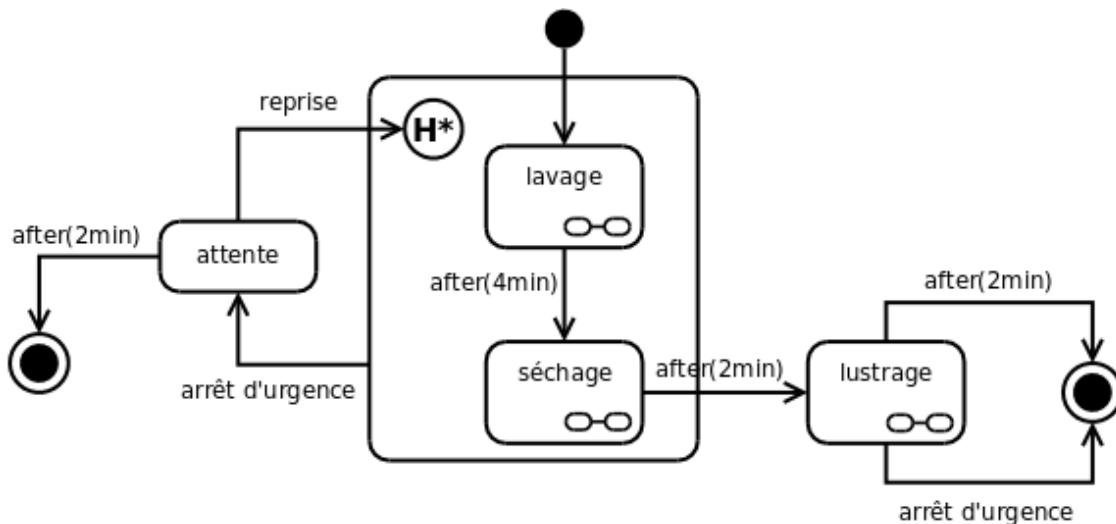 reprise
H*
lavage
after(2min)
attente
after(4min)
after(2min)
arrêt d'urgence
séchage
after(2min)
lustrage
arrêt d'urgence